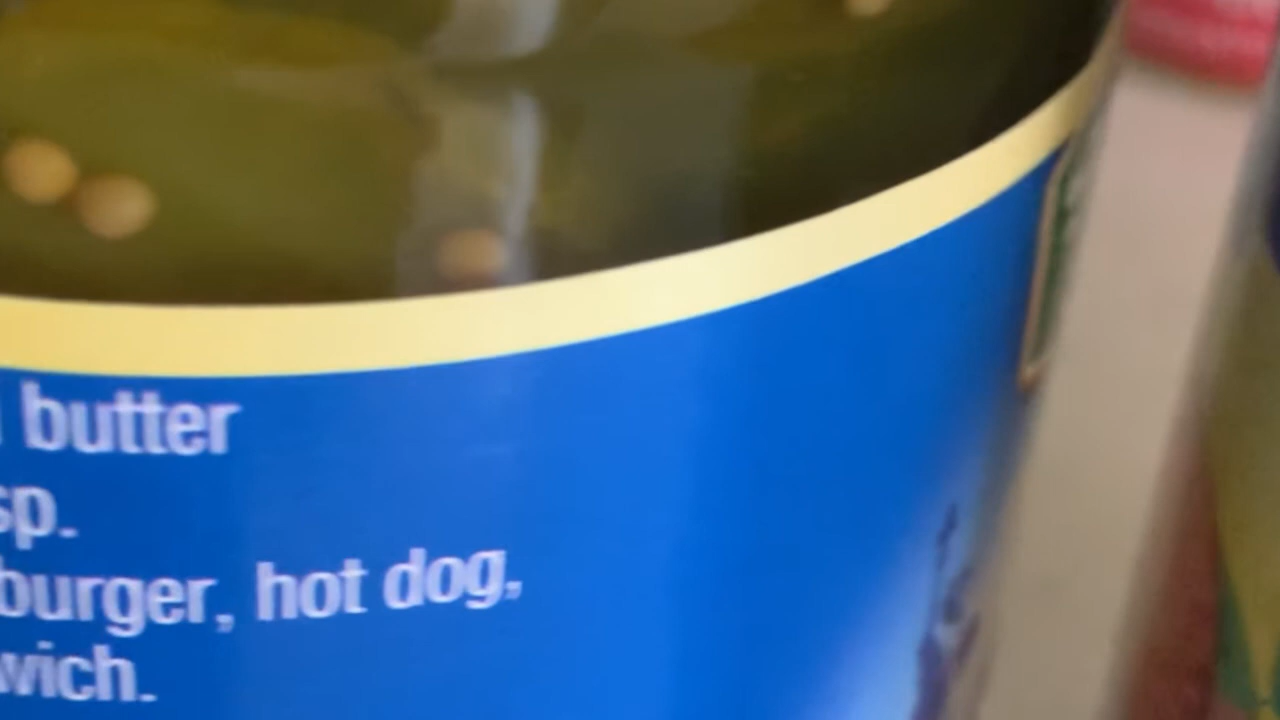 butter
sp.
burger, hot dog,
wich.